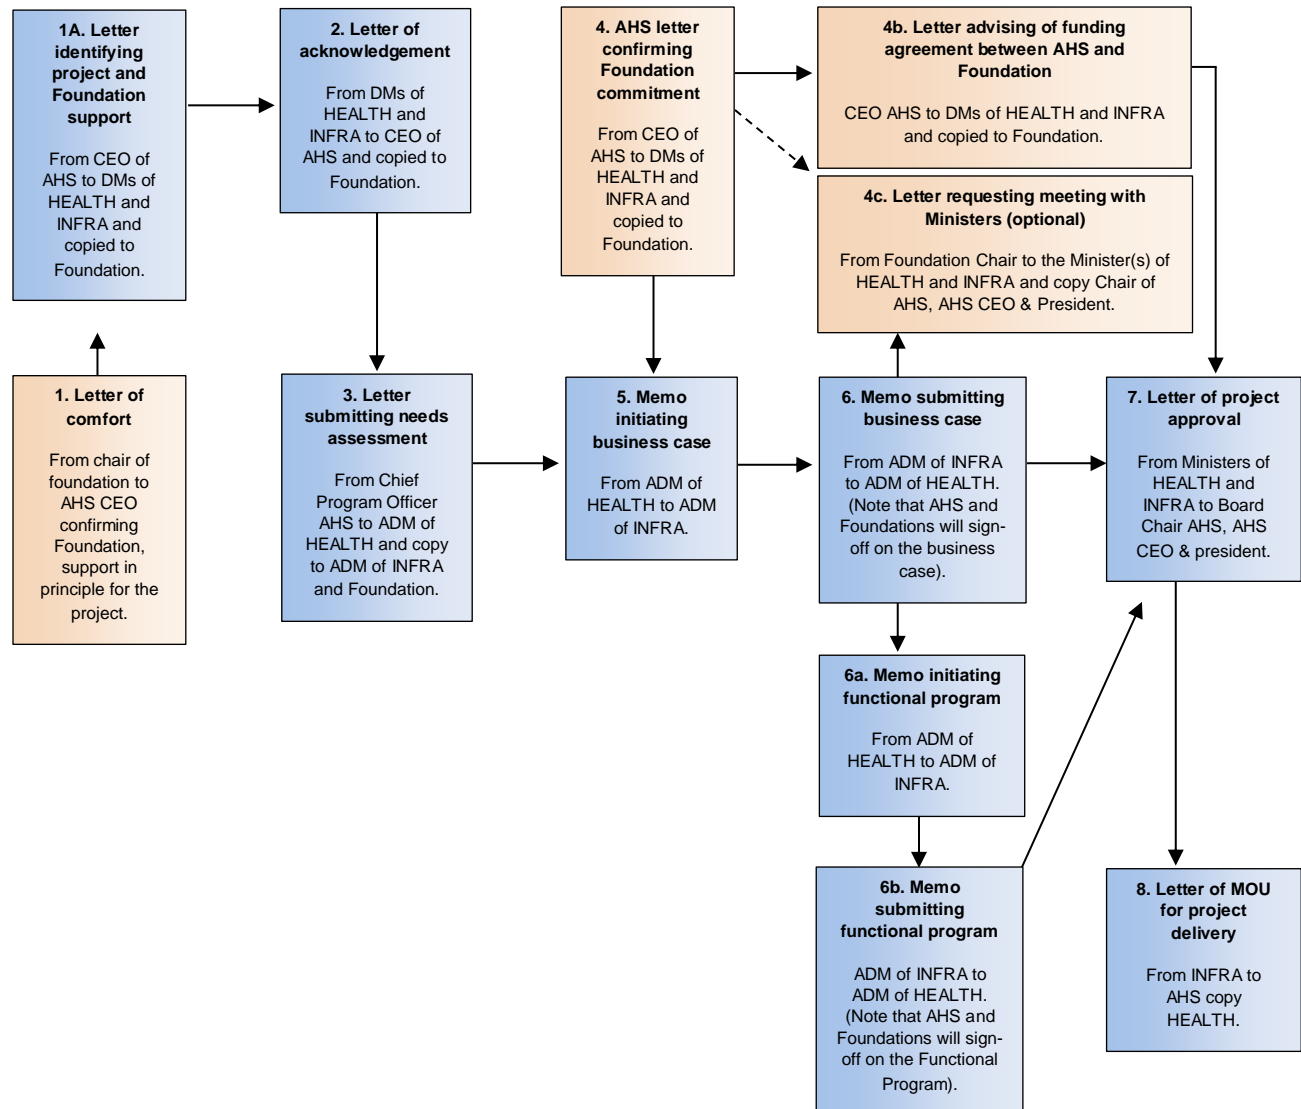 1A. Letter
identifying
project and
Foundation
support
From CEO of
AHS to DMs of
HEALTH and
INFRA and
copied to
Foundation.
2. Letter of
acknowledgement
From DMs of
HEALTH and
INFRA to CEO of
AHS and copied to
Foundation.
4. AHS letter
confirming
Foundation
commitment
From CEO of
AHS to DMs of
HEALTH and
INFRA and
copied to
Foundation.
4b. Letter advising of funding
agreement between AHS and
Foundation
CEO AHS to DMs of HEALTH and INFRA
and copied to Foundation.
4c. Letter requesting meeting with
Ministers (optional)
From Foundation Chair to the Minister(s) of
HEALTH and INFRA and copy Chair of
AHS, AHS CEO & President.
1. Letter of
comfort
From chair of
foundation to
AHS CEO
confirming
Foundation,
support in
principle for the
project.
3. Letter
submitting needs
assessment
From Chief
Program Officer
AHS to ADM of
HEALTH and copy
to ADM of INFRA
and Foundation.
5. Memo
initiating
business case
From ADM of
HEALTH to ADM
of INFRA.
6. Memo submitting
business case
From ADM of INFRA
to ADM of HEALTH.
(Note that AHS and
Foundations will sign-
off on the business
case).
7. Letter of project
approval
From Ministers of
HEALTH and
INFRA to Board
Chair AHS, AHS
CEO & president.
6a. Memo initiating
functional program
From ADM of
HEALTH to ADM of
INFRA.
6b. Memo
submitting
functional program
ADM of INFRA to
ADM of HEALTH.
(Note that AHS and
Foundations will sign-
off on the Functional
Program).
8. Letter of MOU
for project
delivery
From INFRA to
AHS copy
HEALTH.